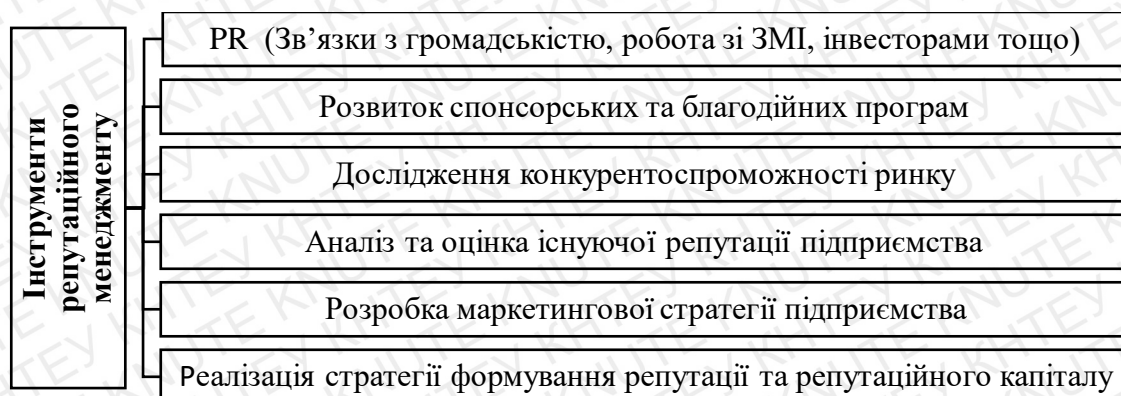 Інструменти
репутаційного
менеджменту
PR (Зв’язки з громадськістю, робота зі ЗМІ, інвесторами тощо)
Розвиток спонсорських та благодійних програм
Дослідження конкурентоспроможності ринку
Аналіз та оцінка існуючої репутації підприємства
Розробка маркетингової стратегії підприємства
Реалізація стратегії формування репутації та репутаційного капіталу